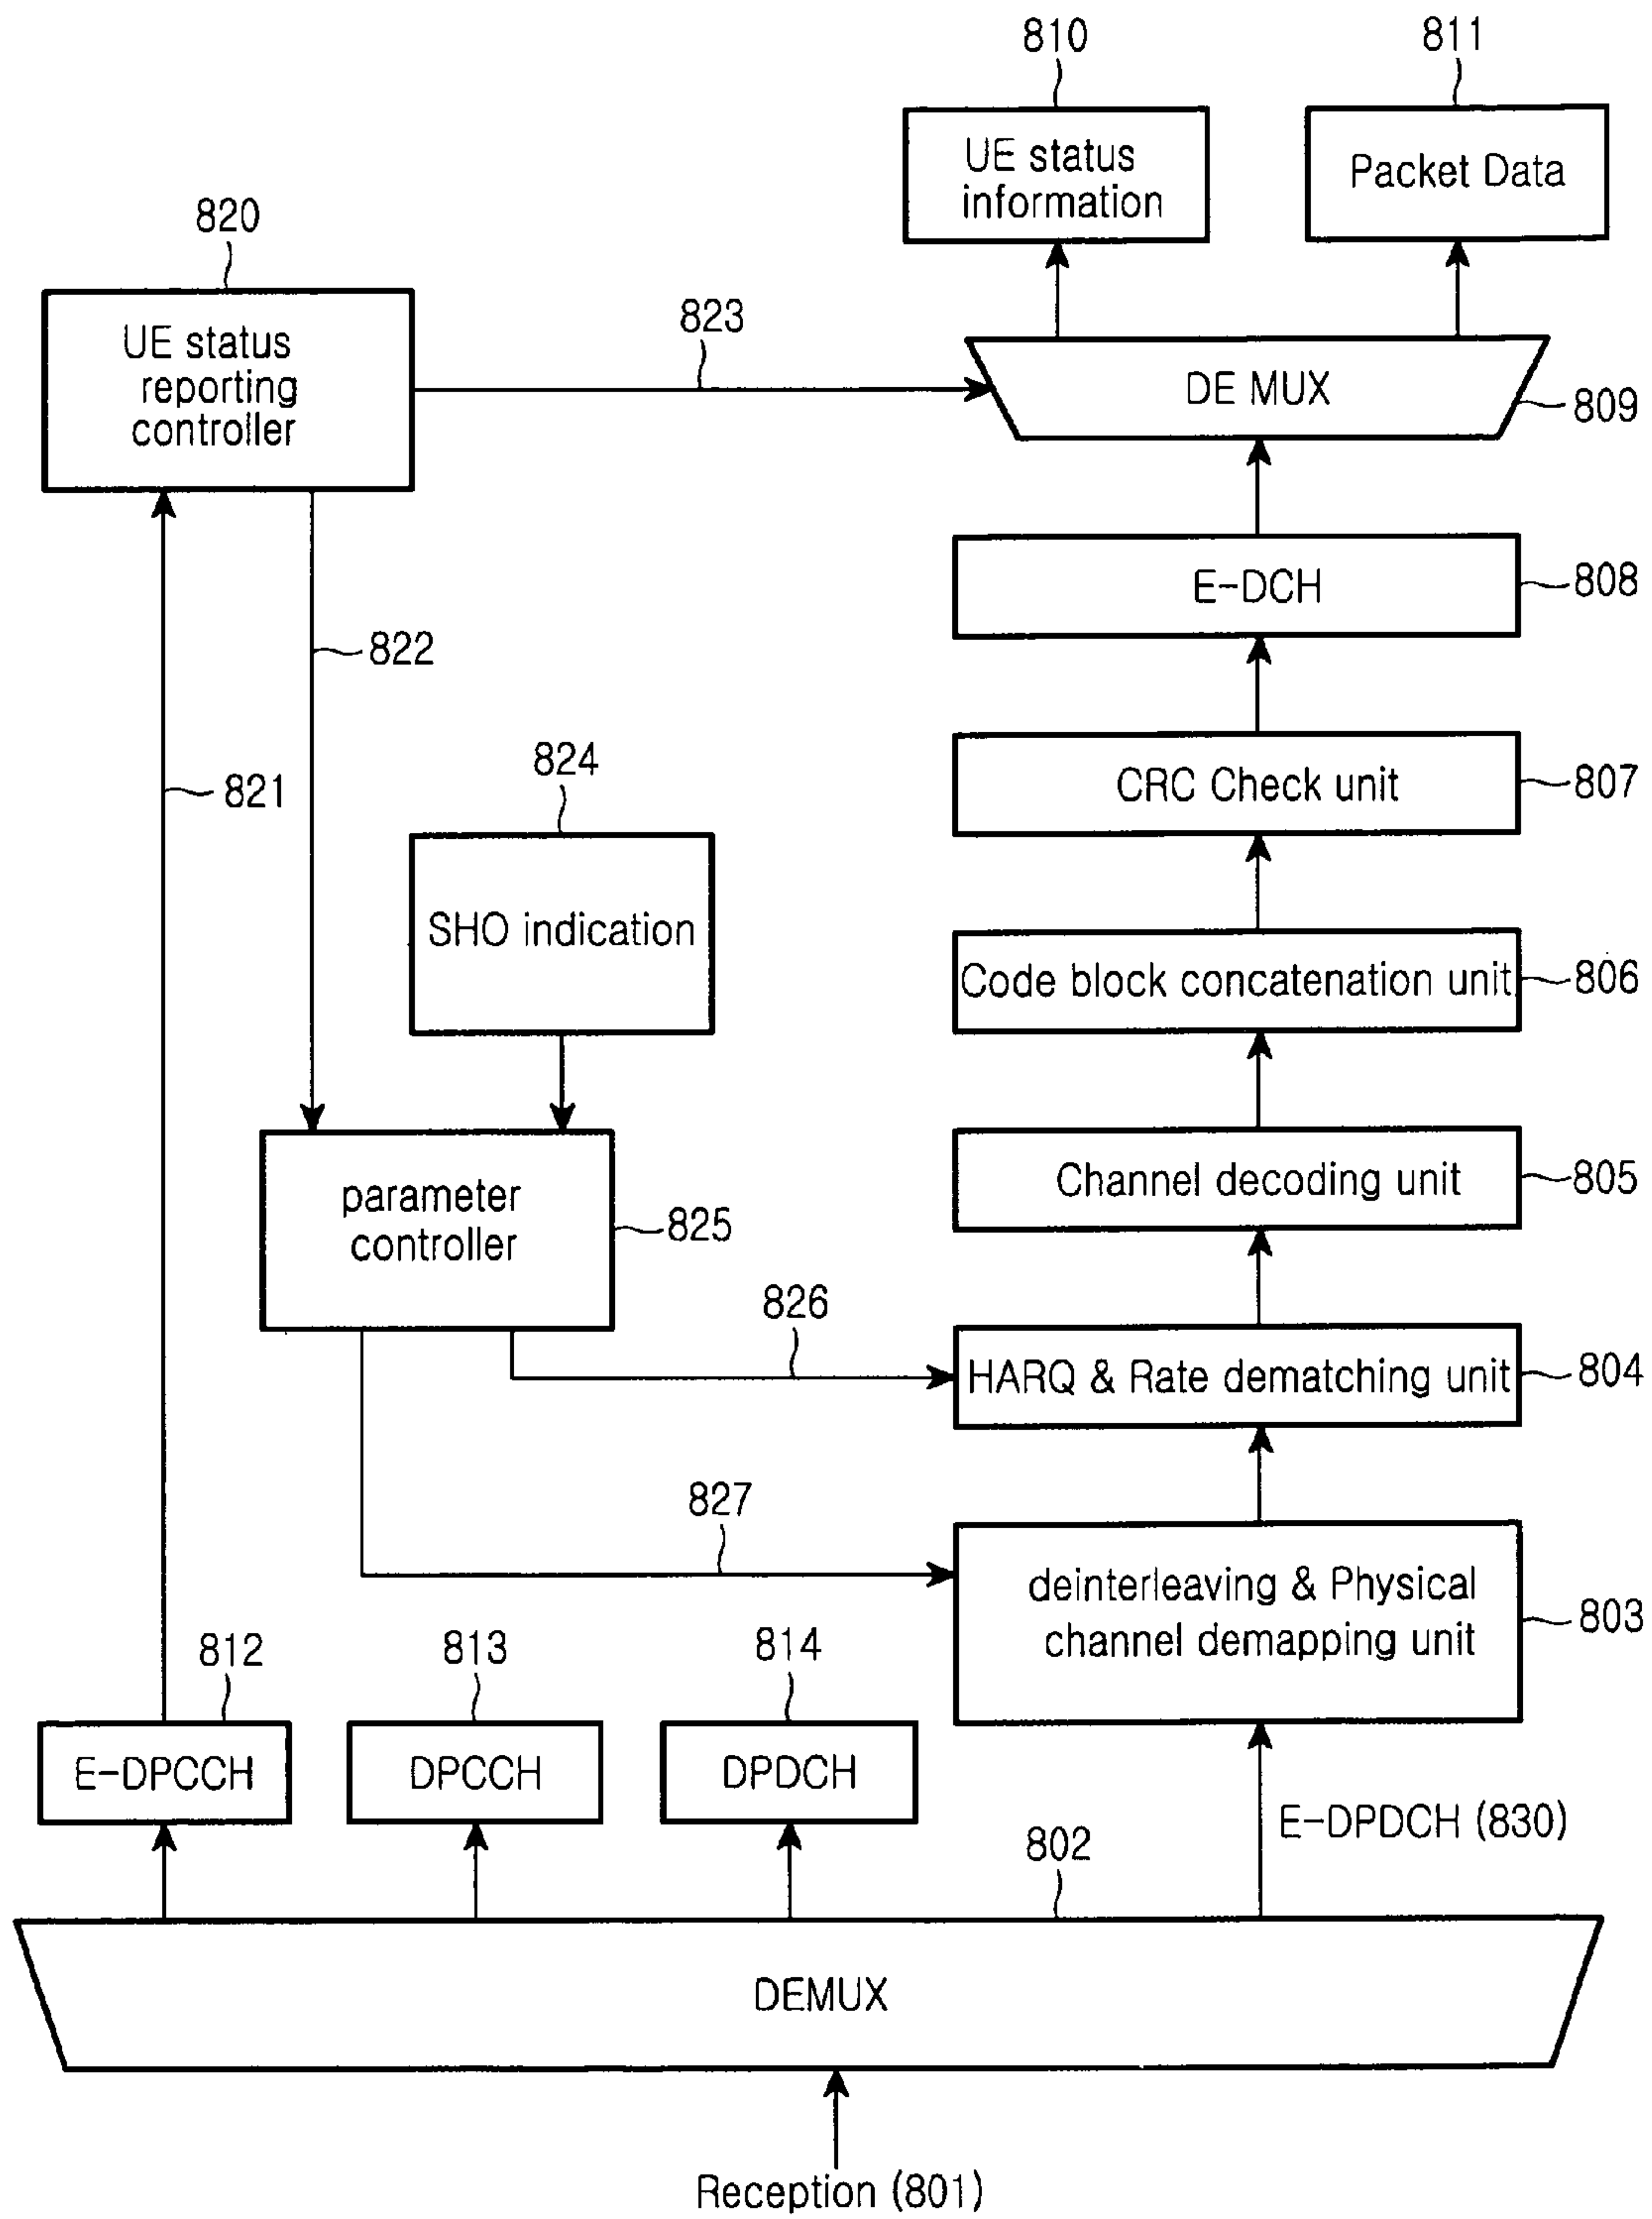 810
811
UE status
information
Packet Data
820
UE status
reporting
controller
823
DE MUX
809
E-DCH
808
822
824
CRC Check unit
807
821
SHO indication
Code block concatenation unit
806
parameter
controller
825
Channel decoding unit
805
826
HARQ & Rate dematching unit
804
827
deinterleaving & Physical
channel demapping unit
803
812
813
814
E-DPCCH
DPCCH
DPDCH
E-DPDCH (830)
802
DEMUX
Reception (801)